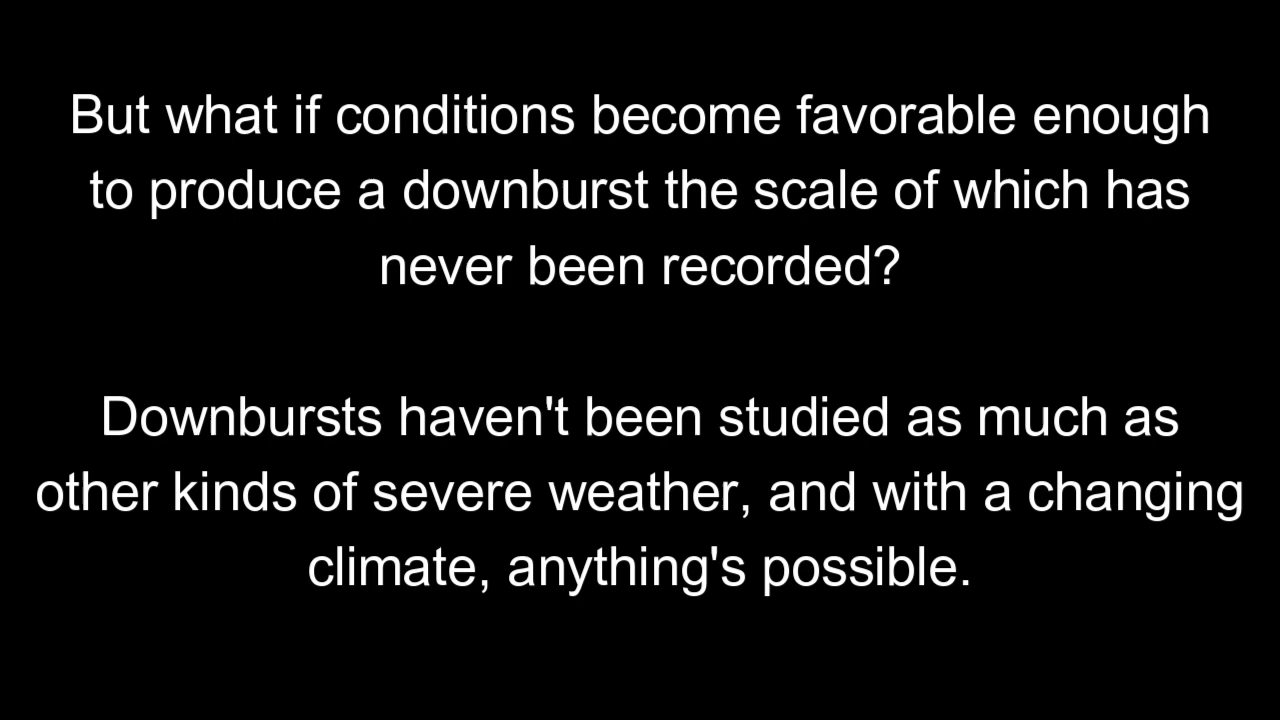 But what if conditions become favorable enough
to produce a downburst the scale of which has
never been recorded?
Downbursts haven't been studied as much as
other kinds of severe weather, and with a changing
climate, anything's possible.